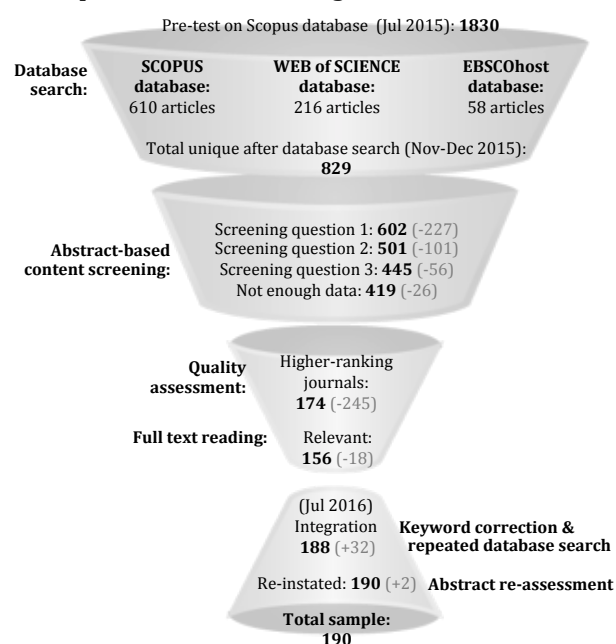 Pre-test on Scopus database (Jul 2015): 1830
Database search:
SCOPUS database: 610 articles
WEB of SCIENCE database: 216 articles
EBSCOhost database: 58 articles
Total unique after database search (Nov-Dec 2015):
829
Abstract-based content screening:
Screening question 1: 602 (-227)
Screening question 2: 501 (-101)
Screening question 3: 445 (-56)
Not enough data: 419 (-26)
Quality assessment:
Higher-ranking
journals:
174 (-245)
Full text reading:
Relevant:
156 (-18)
(Jul 2016)
Integration
188 (+32)
Keyword correction &
repeated database search
Re-instated: 190 (+2)
Abstract re-assessment
Total sample:
190